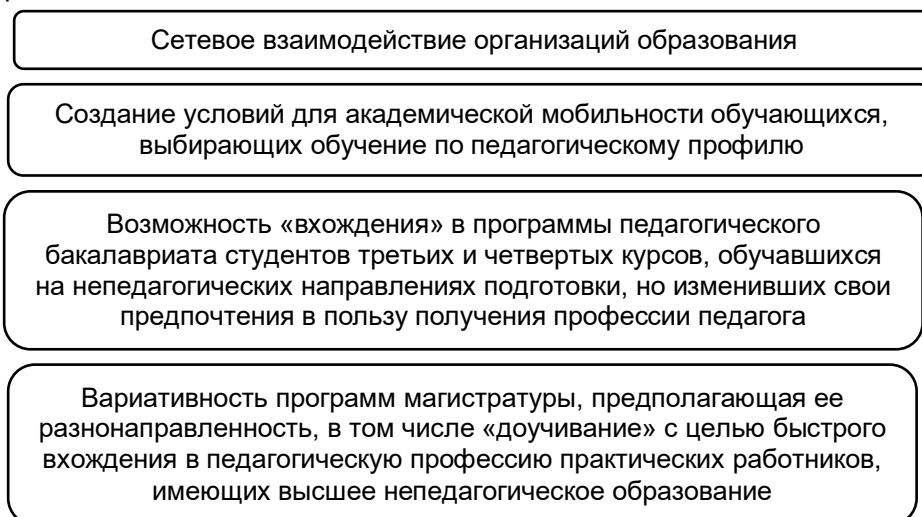 Сетевое взаимодействие организаций образования
Создание условий для академической мобильности обучающихся,
выбирающих обучение по педагогическому профилю
Возможность «вхождения» в программы педагогического
бакалавриата студентов третьих и четвертых курсов, обучавшихся
на непедагогических направлениях подготовки, но изменивших свои
предпочтения в пользу получения профессии педагога
Вариативность программ магистратуры, предполагающая ее
разнонаправленность, в том числе «доучивание» с целью быстрого
вхождения в педагогическую профессию практических работников,
имеющих высшее непедагогическое образование